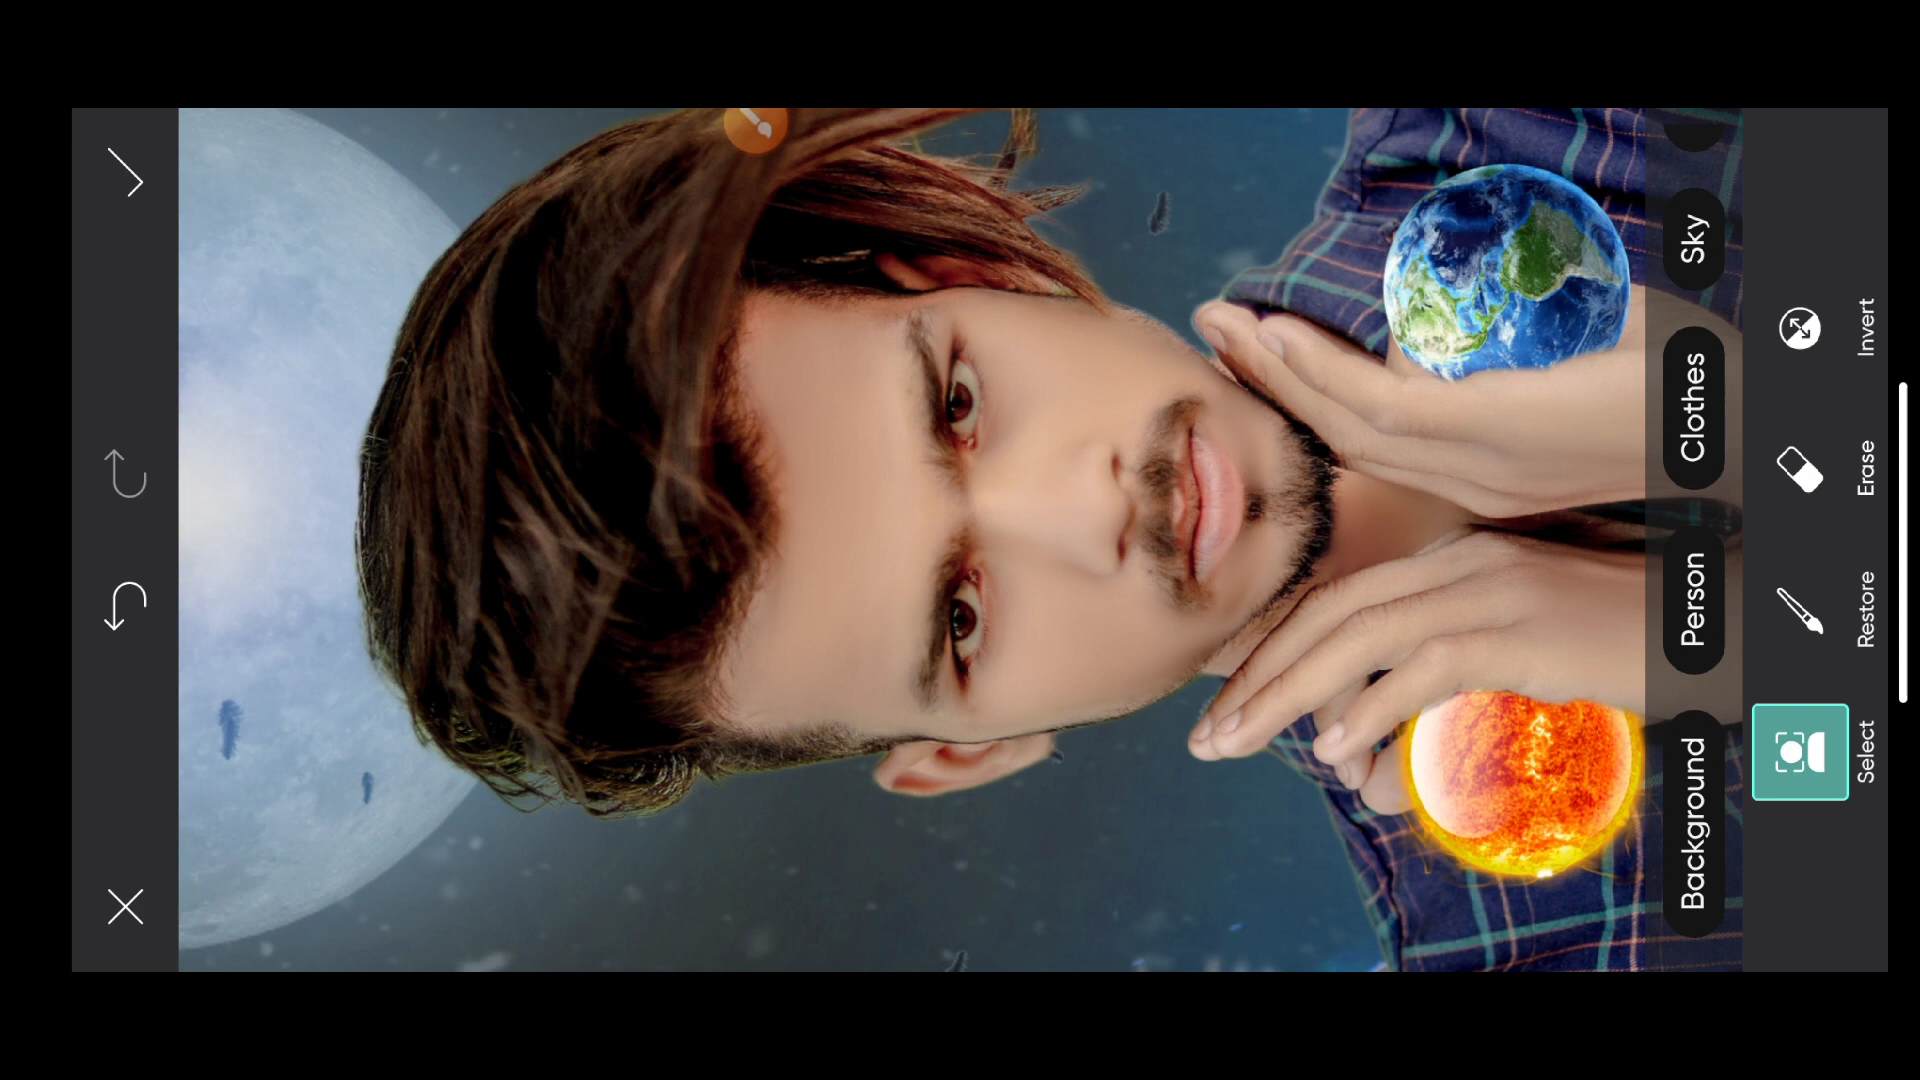 Background
Person
Clothes
Sky
Select
Restore
Erase
Invert